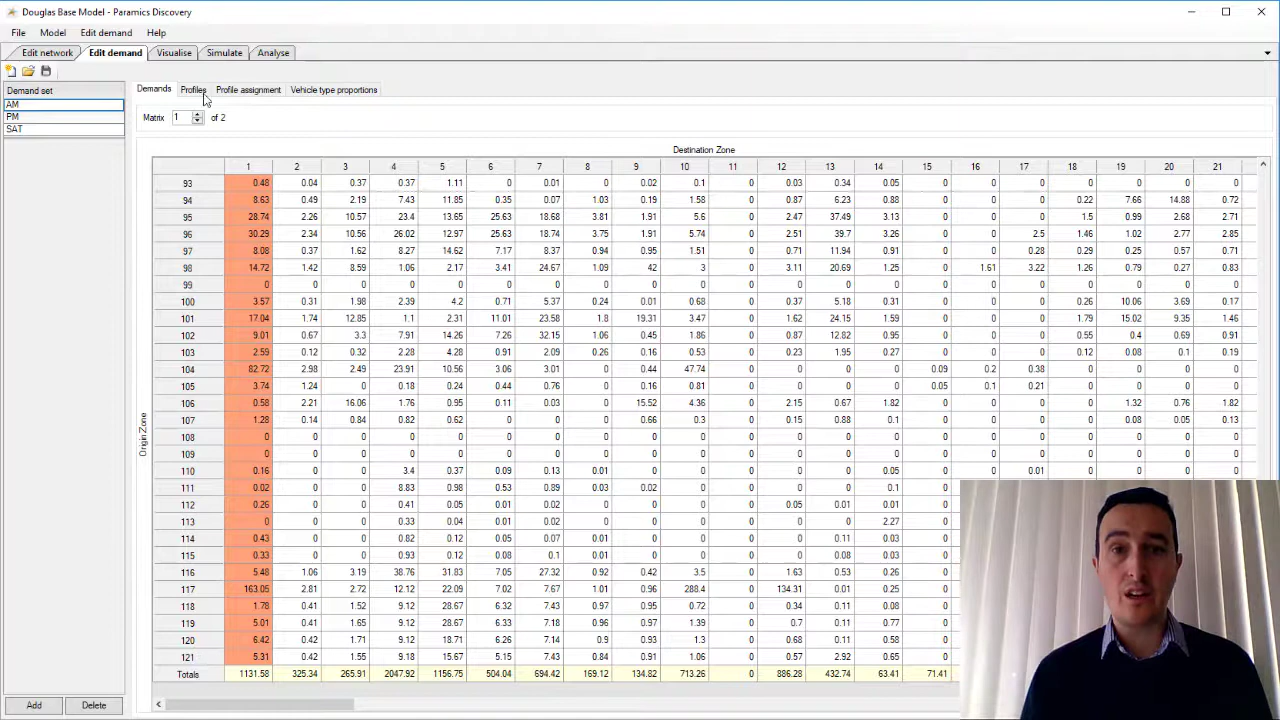 Douglas Base Model - Paramics Discovery
File Model Edit demand Help
Edit network Edit demand Visualise Simulate Analyse
Demand set
AM
PM
SAT
Add Delete
Demands Profiles Profile assignment Vehicle type proportions
Matrix 1 of 2
Destination Zone
Origin Zone
1 2 3 4 5 6 7 8 9 10 11 12 13 14 15 16 17 18 19 20 21
93 0.48 0.04 0.37 0.37 1.11 0 0.01 0 0.02 0.1 0 0.03 0.34 0.05 0 0 0 0 0 0 0
94 8.63 0.49 2.19 7.43 11.85 0.35 0.07 1.03 0.19 1.58 0 0.87 6.23 0.88 0 0 0 0.22 7.66 14.88 0.72
95 28.74 2.26 10.57 23.4 13.65 25.63 18.68 3.81 1.91 5.6 0 2.47 37.49 3.13 0 0 0 1.5 0.99 2.68 2.71
96 30.29 2.34 10.56 26.02 12.97 25.63 18.74 3.75 1.91 5.74 0 2.51 39.7 3.26 0 0 2.5 1.46 1.02 2.77 2.85
97 8.08 0.37 1.62 8.27 14.62 7.17 8.37 0.94 0.95 1.51 0 0.71 11.94 0.91 0 0 0.28 0.29 0.25 0.57 0.71
98 14.72 1.42 8.59 1.06 2.17 3.41 24.67 1.09 42 3 0 3.11 20.69 1.25 0 1.61 3.22 1.26 0.79 0.27 0.83
99 0 0 0 0 0 0 0 0 0 0 0 0 0 0 0 0 0 0 0 0 0
100 3.57 0.31 1.98 2.39 4.2 0.71 5.37 0.24 0.01 0.68 0 0.37 5.18 0.31 0 0 0 0.26 10.06 3.69 0.17
101 17.04 1.74 12.85 1.1 2.31 11.01 23.58 1.8 19.31 3.47 0 1.62 24.15 1.59 0 0 0 1.79 15.02 9.35 1.46
102 9.01 0.67 3.3 7.91 14.26 7.26 32.15 1.06 0.45 1.86 0 0.87 12.82 0.95 0 0 0 0.55 0.4 0.69 0.91
103 2.59 0.12 0.32 2.28 4.28 0.91 2.09 0.26 0.16 0.53 0 0.23 1.95 0.27 0 0 0 0.12 0.08 0.1 0.19
104 82.72 2.98 2.49 23.91 10.56 3.06 3.01 0 0.44 47.74 0 0 0 0 0.09 0.2 0.38 0 0 0 0
105 3.74 1.24 0 0.18 0.24 0.44 0.76 0 0.16 0.81 0 0 0 0 0.05 0.1 0.21 0 0 0 0
106 0.58 2.21 16.06 1.76 0.95 0.11 0.03 0 15.52 4.36 0 2.15 0.67 1.82 0 0 0 0 1.32 0.76 1.82
107 1.28 0.14 0.84 0.82 0.62 0 0 0 0.66 0.3 0 0.15 0.88 0.1 0 0 0 0 0.08 0.05 0.13
108 0 0 0 0 0 0 0 0 0 0 0 0 0 0 0 0 0 0 0 0 0
109 0 0 0 0 0 0 0 0 0 0 0 0 0 0 0 0 0 0 0 0 0
110 0.16 0 0 3.4 0.37 0.09 0.13 0.01 0 0 0 0 0 0.05 0 0 0.01 0 0 0 0
111 0.02 0 0 8.83 0.98 0.53 0.89 0.03 0.02 0 0 0 0 0.1 0
112 0.26 0 0 0.41 0.05 0.01 0.02 0 0 0 0 0.05 0.01 0.01 0
113 0 0 0 0.33 0.04 0.01 0.02 0 0 0 0 0 0 2.27 0
114 0.43 0 0 0.82 0.12 0.05 0.07 0.01 0 0 0 0 0.11 0.03 0
115 0.33 0 0 0.93 0.12 0.08 0.1 0.01 0 0 0 0 0.08 0.03 0
116 5.48 1.06 3.19 38.76 31.83 7.05 27.32 0.92 0.42 3.5 0 1.63 0.53 0.26 0
117 163.05 2.81 2.72 12.12 22.09 7.02 7.67 1.01 0.96 288.4 0 134.31 0.01 0.25 0
118 1.78 0.41 1.52 9.12 28.67 6.32 7.43 0.97 0.95 0.72 0 0.34 0.11 0.08 0
119 5.01 0.41 1.65 9.12 28.67 6.33 7.18 0.96 0.97 1.39 0 0.7 0.11 0.77 0
120 6.42 0.42 1.71 9.12 18.71 6.26 7.14 0.9 0.93 1.3 0 0.68 0.11 0.58 0
121 5.31 0.42 1.55 9.18 15.67 5.15 7.43 0.84 0.91 1.06 0 0.57 2.92 0.65 0
Totals 1131.58 325.34 265.91 2047.92 1156.75 504.04 694.42 169.12 134.82 713.26 0 886.28 432.74 63.41 71.41